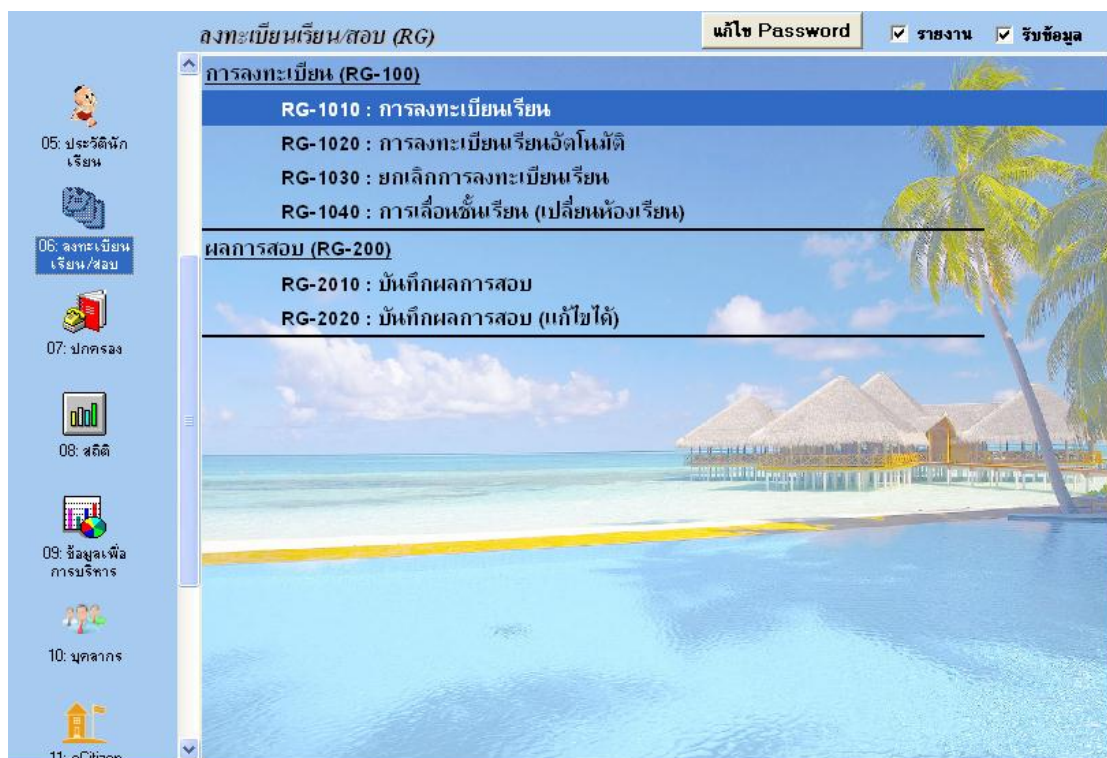 ลงทะเบียนเรียน/สอบ (RG)
แก้ไข Password
รายงาน
รับข้อมูล
การลงทะเบียน (RG-100)
RG-1010 : การลงทะเบียนเรียน
RG-1020 : การลงทะเบียนเรียนอัตโนมัติ
RG-1030 : ยกเลิกการลงทะเบียนเรียน
RG-1040 : การเลื่อนชั้นเรียน (เปลี่ยนห้องเรียน)
ผลการสอบ (RG-200)
RG-2010 : บันทึกผลการสอบ
RG-2020 : บันทึกผลการสอบ (แก้ไขได้)
05: ประวัตินัก
เรียน
06: ลงทะเบียน
เรียน/สอบ
07: ปกครอง
08: สถิติ
09: ข้อมูลเพื่อ
การบริหาร
10: บุคลากร
11: eCitizen